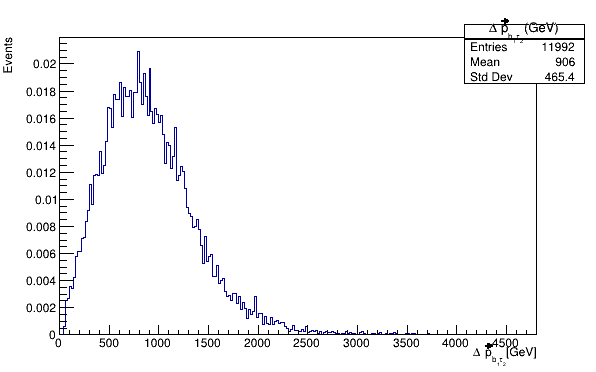 Δ p⃗_{b₁τ₂}(GeV)
Entries 11992
Mean 906
Std Dev 465.4
Events
0.02
0.018
0.016
0.014
0.012
0.01
0.008
0.006
0.004
0.002
0
0 500 1000 1500 2000 2500 3000 3500 4000 4500
Δ p⃗_{b₁τ₂}[GeV]